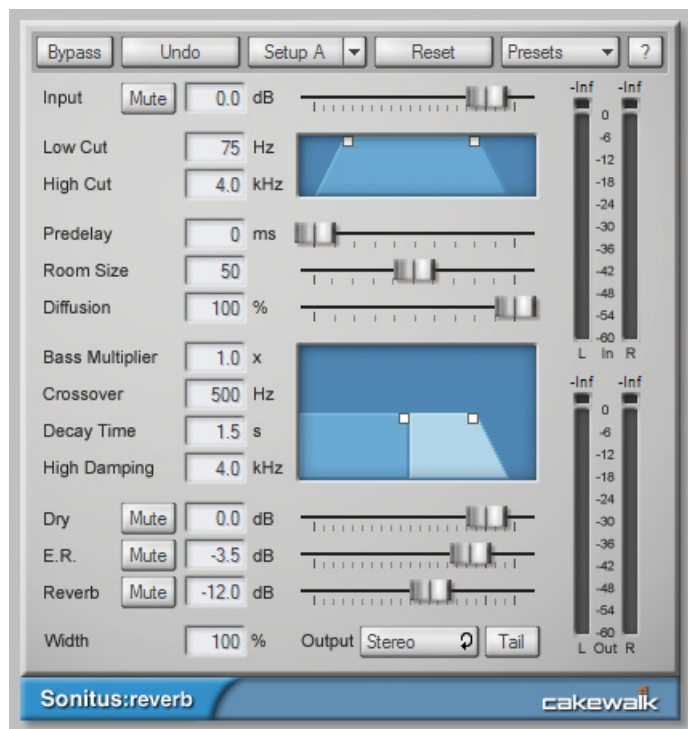 Bypass Undo Setup A Reset Presets ?
Input Mute 0.0 dB
Low Cut 75 Hz
High Cut 4.0 kHz
Predelay 0 ms
Room Size 50
Diffusion 100 %
Bass Multiplier 1.0 x
Crossover 500 Hz
Decay Time 1.5 s
High Damping 4.0 kHz
Dry Mute 0.0 dB
E.R. Mute -3.5 dB
Reverb Mute -12.0 dB
Width 100 % Output Stereo Tail
-Inf -Inf
0
-6
-12
-18
-24
-30
-36
-42
-48
-54
-60
L In R
-Inf -Inf
0
-6
-12
-18
-24
-30
-36
-42
-48
-54
-60
L Out R
Sonitus:reverb cakewalk